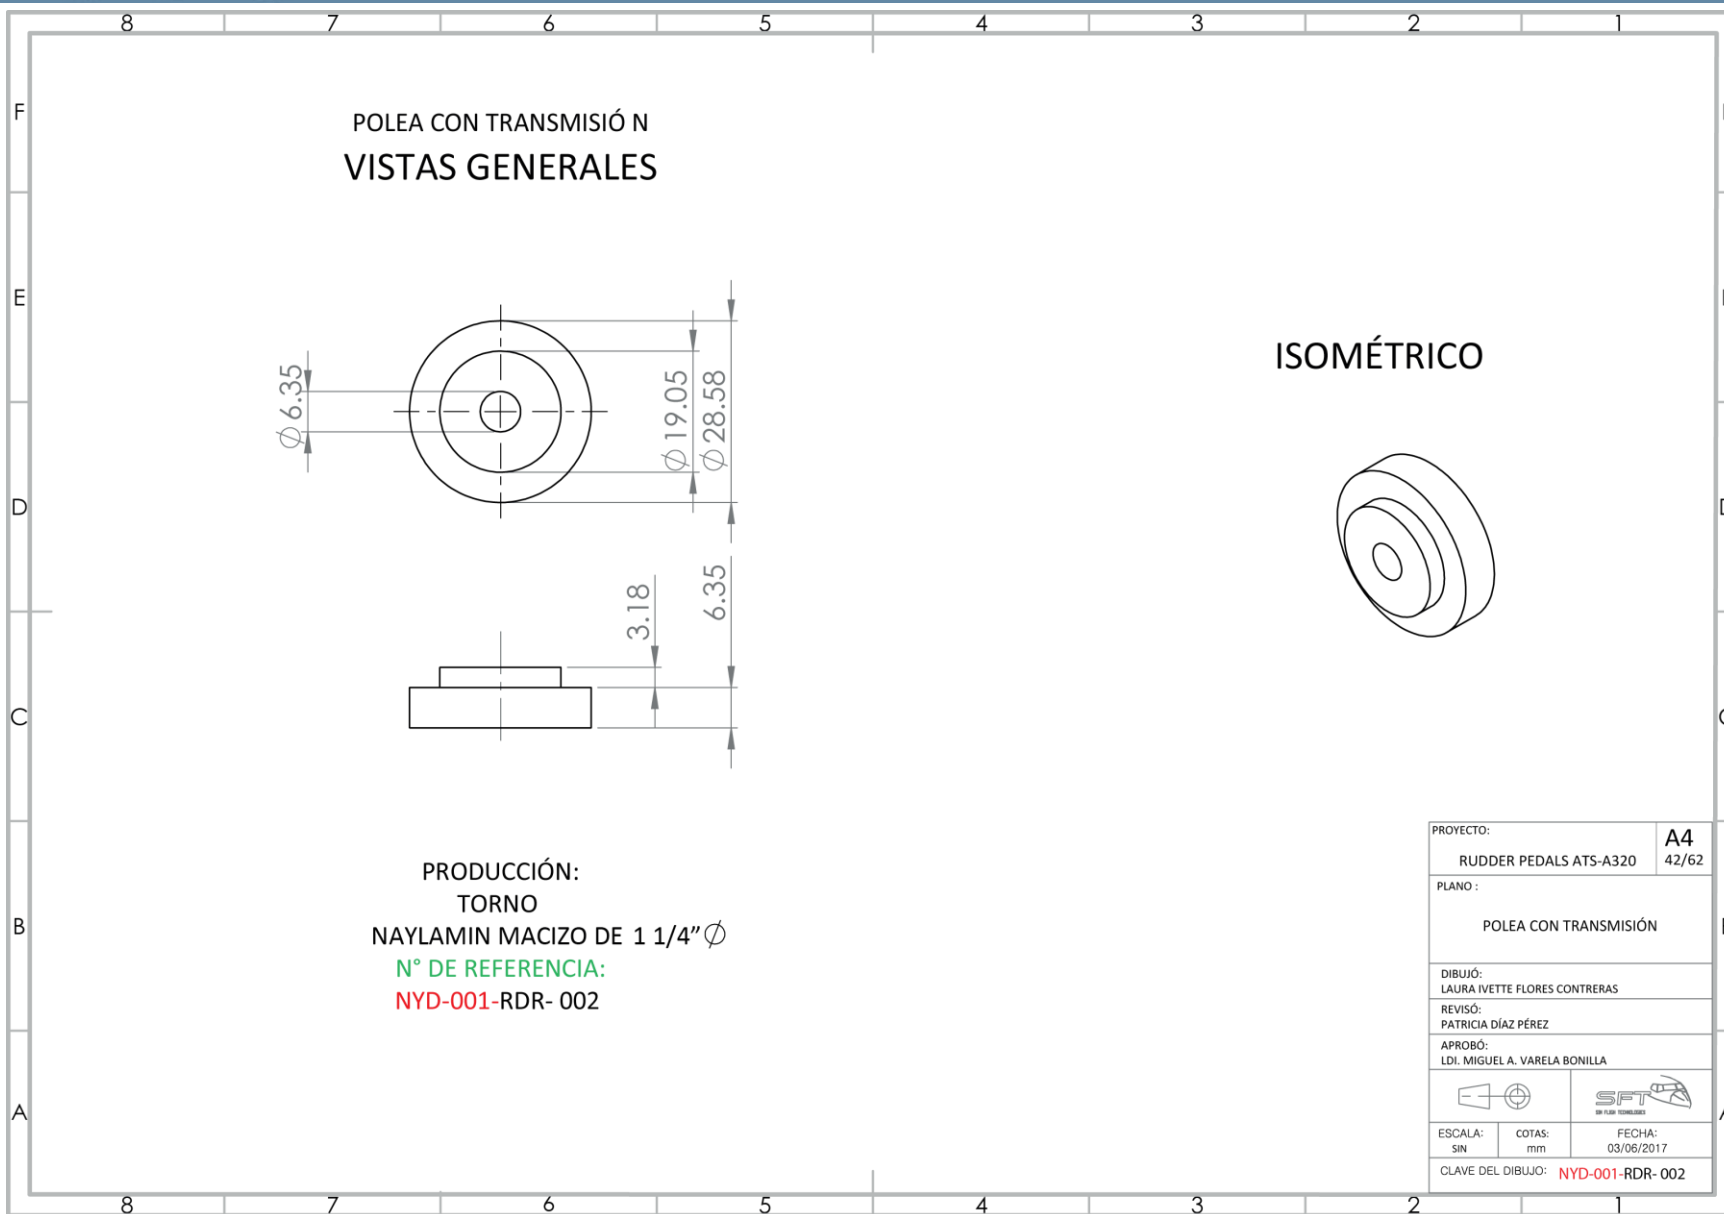 8 7 6 5 4 3 2 1
F
E
D
C
B
A
POLEA CON TRANSMISIÓ N
VISTAS GENERALES
Ø 6.35
Ø 19.05
Ø 28.58
3.18
6.35
ISOMÉTRICO
PRODUCCIÓN:
TORNO
NAYLAMIN MACIZO DE 1 1/4” Ø
N° DE REFERENCIA:
NYD-001-RDR- 002
PROYECTO:
RUDDER PEDALS ATS-A320
A4
42/62
PLANO :
POLEA CON TRANSMISIÓN
DIBUJÓ:
LAURA IVETTE FLORES CONTRERAS
REVISÓ:
PATRICIA DÍAZ PÉREZ
APROBÓ:
LDI. MIGUEL A. VARELA BONILLA
SFT
ESCALA:
SIN
COTAS:
mm
FECHA:
03/06/2017
CLAVE DEL DIBUJO: NYD-001-RDR- 002
8 7 6 5 4 3 2 1